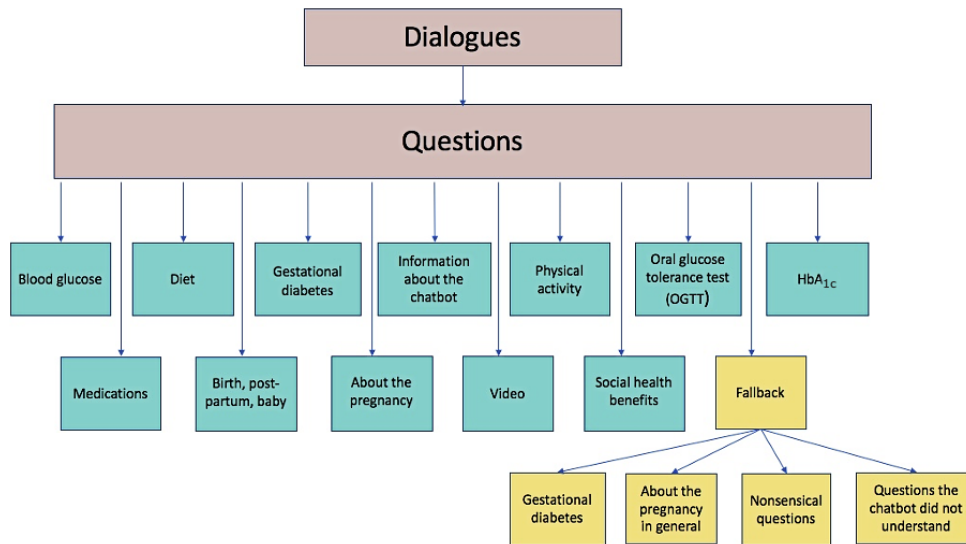 Dialogues
Questions
Blood glucose
Diet
Gestational
diabetes
Information
about the
chatbot
Physical
activity
Oral glucose
tolerance test
(OGTT)
HbA1c
Medications
Birth, post-
partum, baby
About the
pregnancy
Video
Social health
benefits
Fallback
Gestational
diabetes
About the
pregnancy
in general
Nonsensical
questions
Questions the
chatbot did not
understand